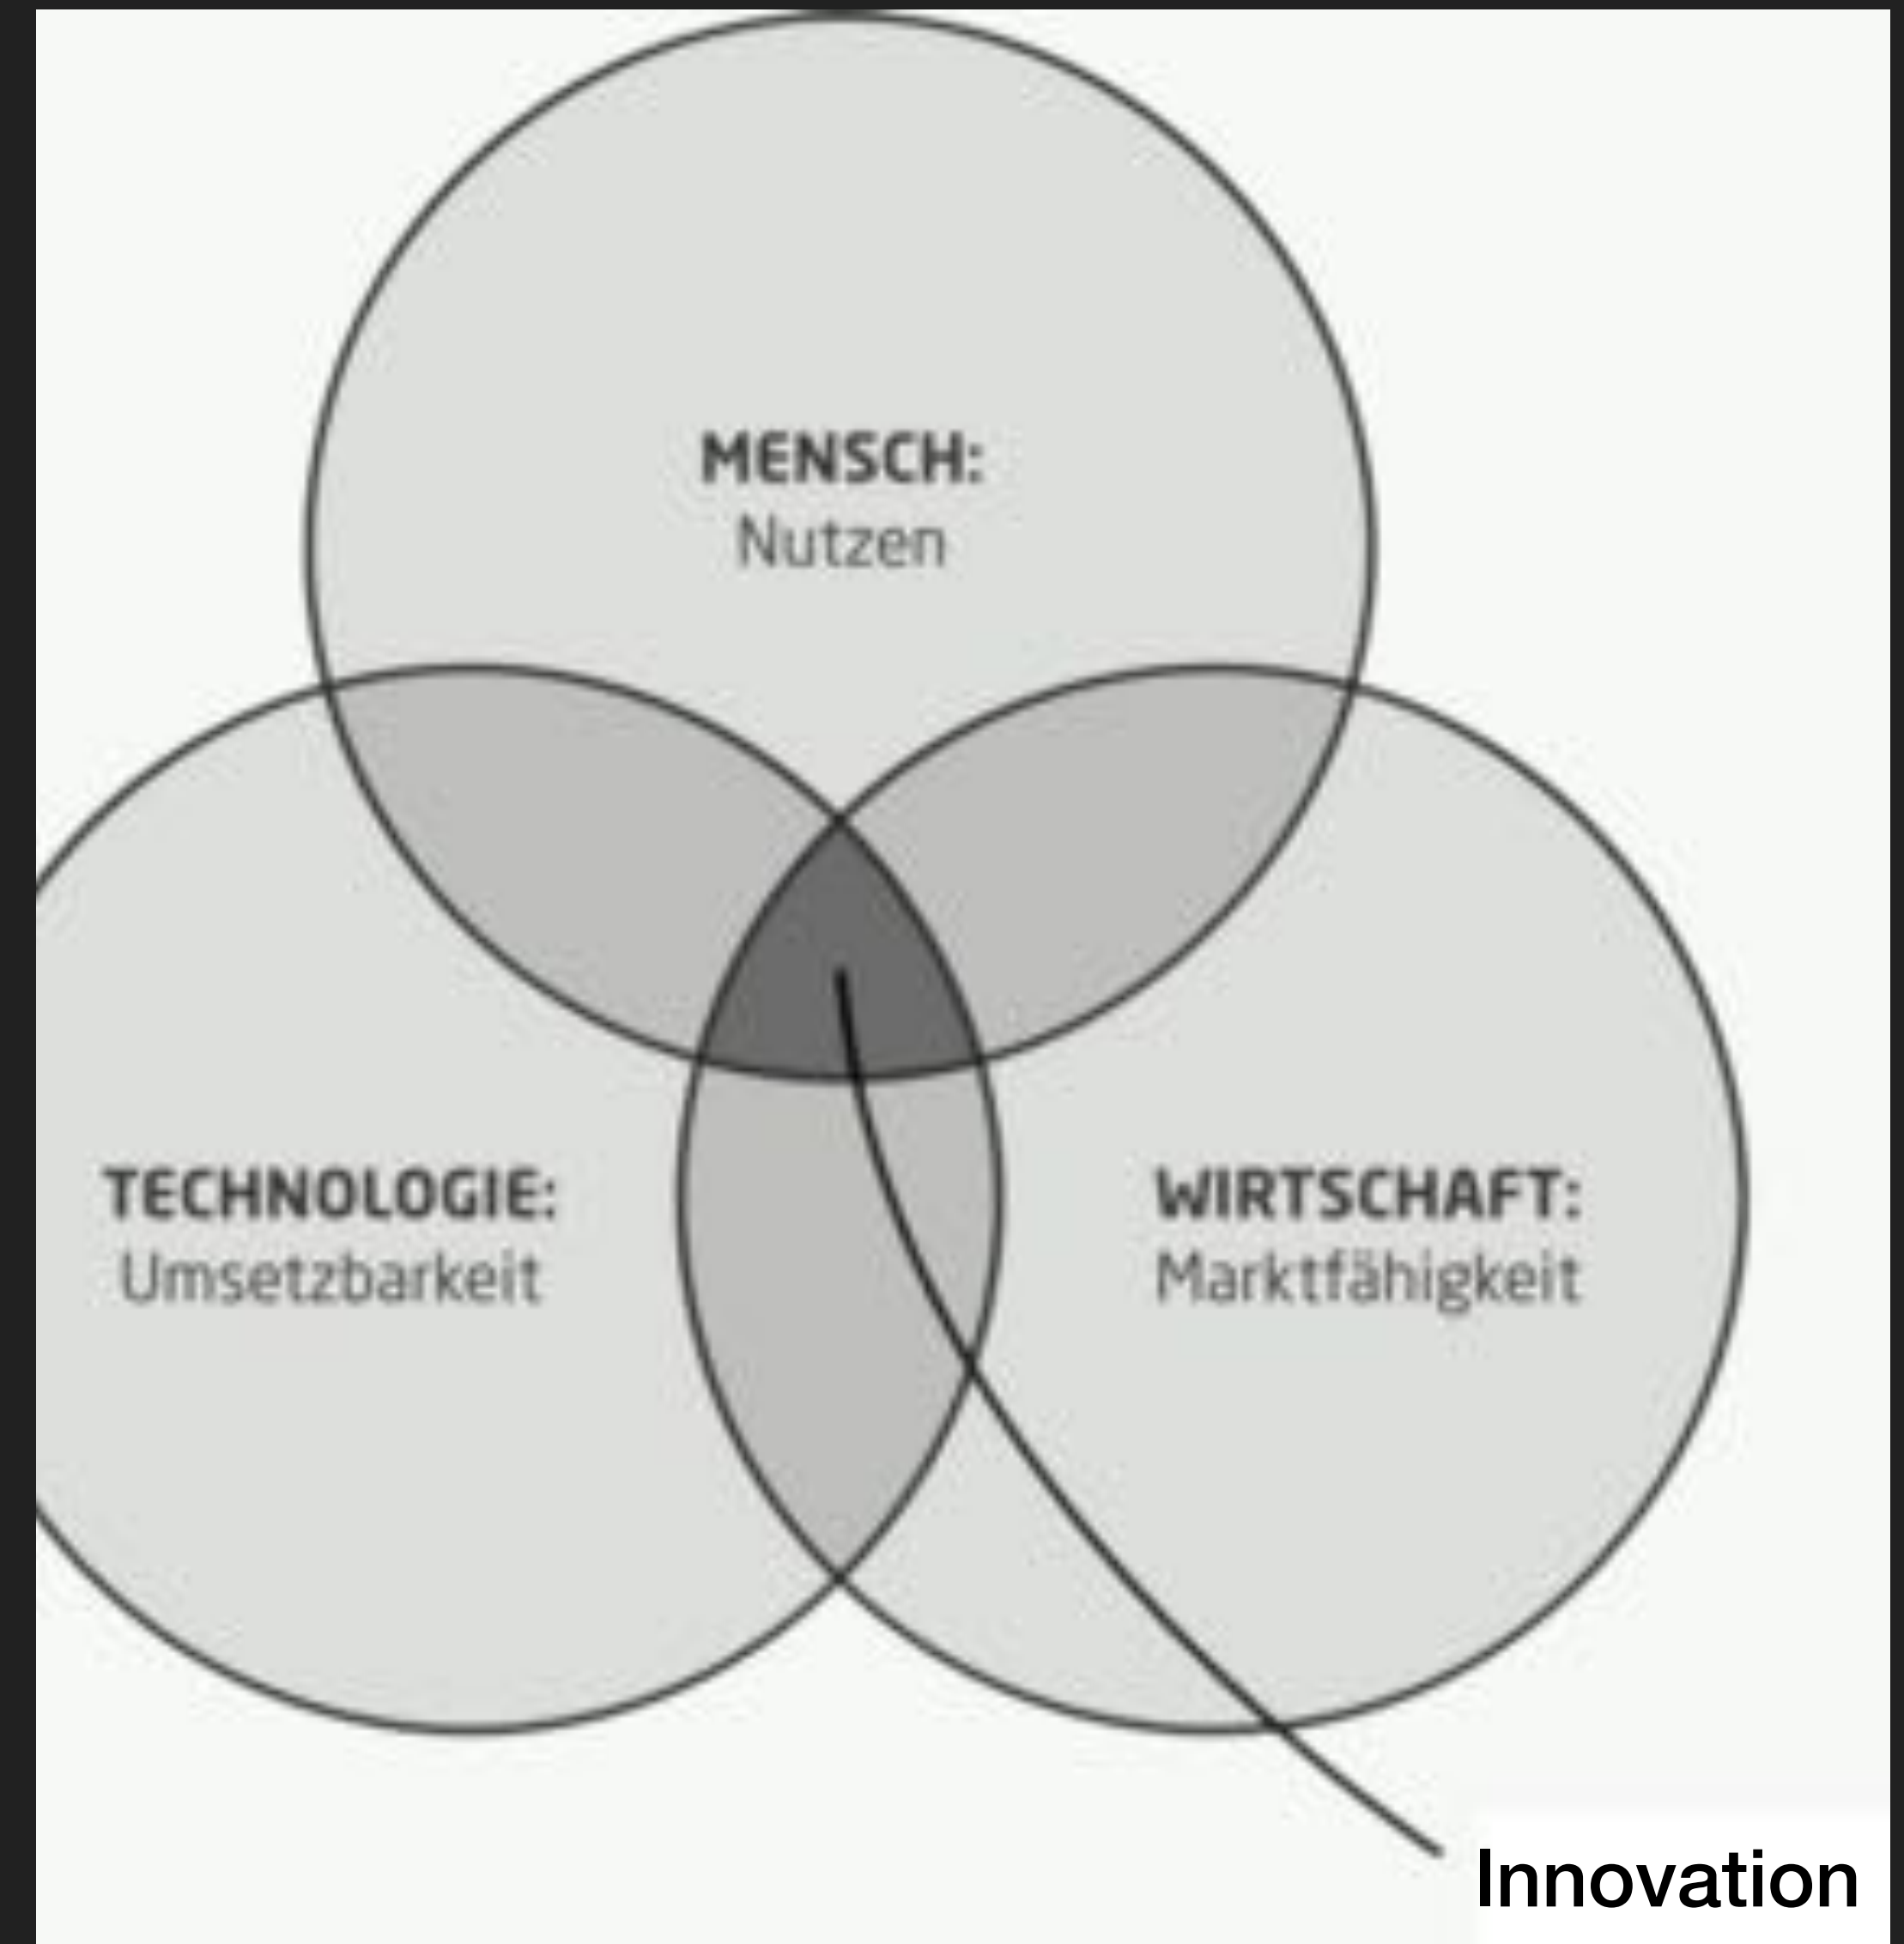 MENSCH:
Nutzen
TECHNOLOGIE:
Umsetzbarkeit
WIRTSCHAFT:
Marktfähigkeit
Innovation